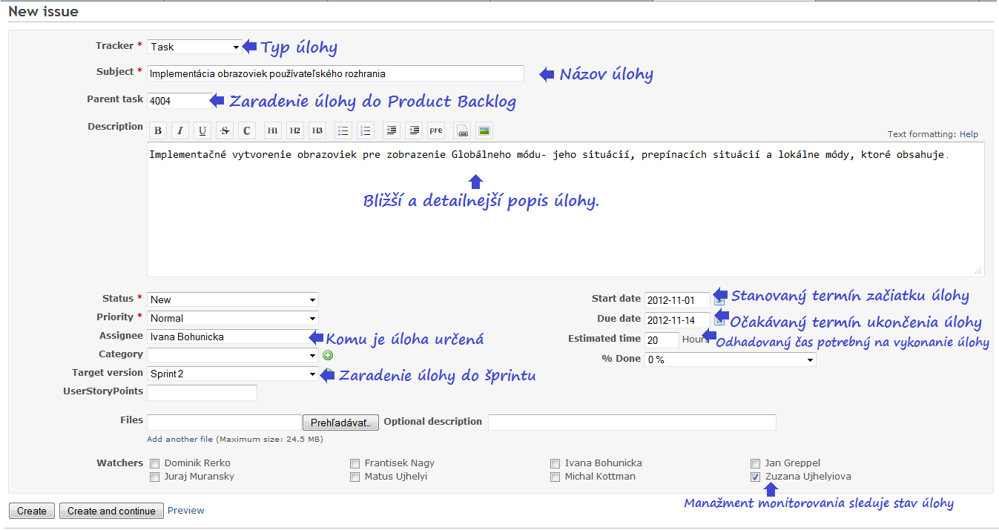 New issue
Tracker * Task Typ úlohy
Subject * Implementácia obrazoviek používateľského rozhrania Názov úlohy
Parent task 4004 Zaradenie úlohy do Product Backlog
Description B I U S C H1 H2 H3 pre
Text formatting: Help
Implementačné vytvorenie obrazoviek pre zobrazenie Globálneho módu- jeho situácií, prepínacích situácií a lokálne módy, ktoré obsahuje.
Bližší a detailnejší popis úlohy.
Status * New Start date 2012-11-01 Stanovaný termín začiatku úlohy
Priority * Normal Due date 2012-11-14 Očakávaný termín ukončenia úlohy
Assignee Ivana Bohunicka Komu je úloha určená Estimated time 20 Hours Odhadovaný čas potrebný na vykonanie úlohy
Category % Done 0 %
Target version Sprint 2 Zaradenie úlohy do šprintu
UserStoryPoints
Files Prehľadávať... Optional description
Add another file (Maximum size: 24.5 MB)
Watchers Dominik Rerko Frantisek Nagy Ivana Bohunicka Jan Greppel
Juraj Muransky Matus Ujhelyi Michal Kottman Zuzana Ujhelyiova
Manažment monitorovania sleduje stav úlohy
Create Create and continue Preview